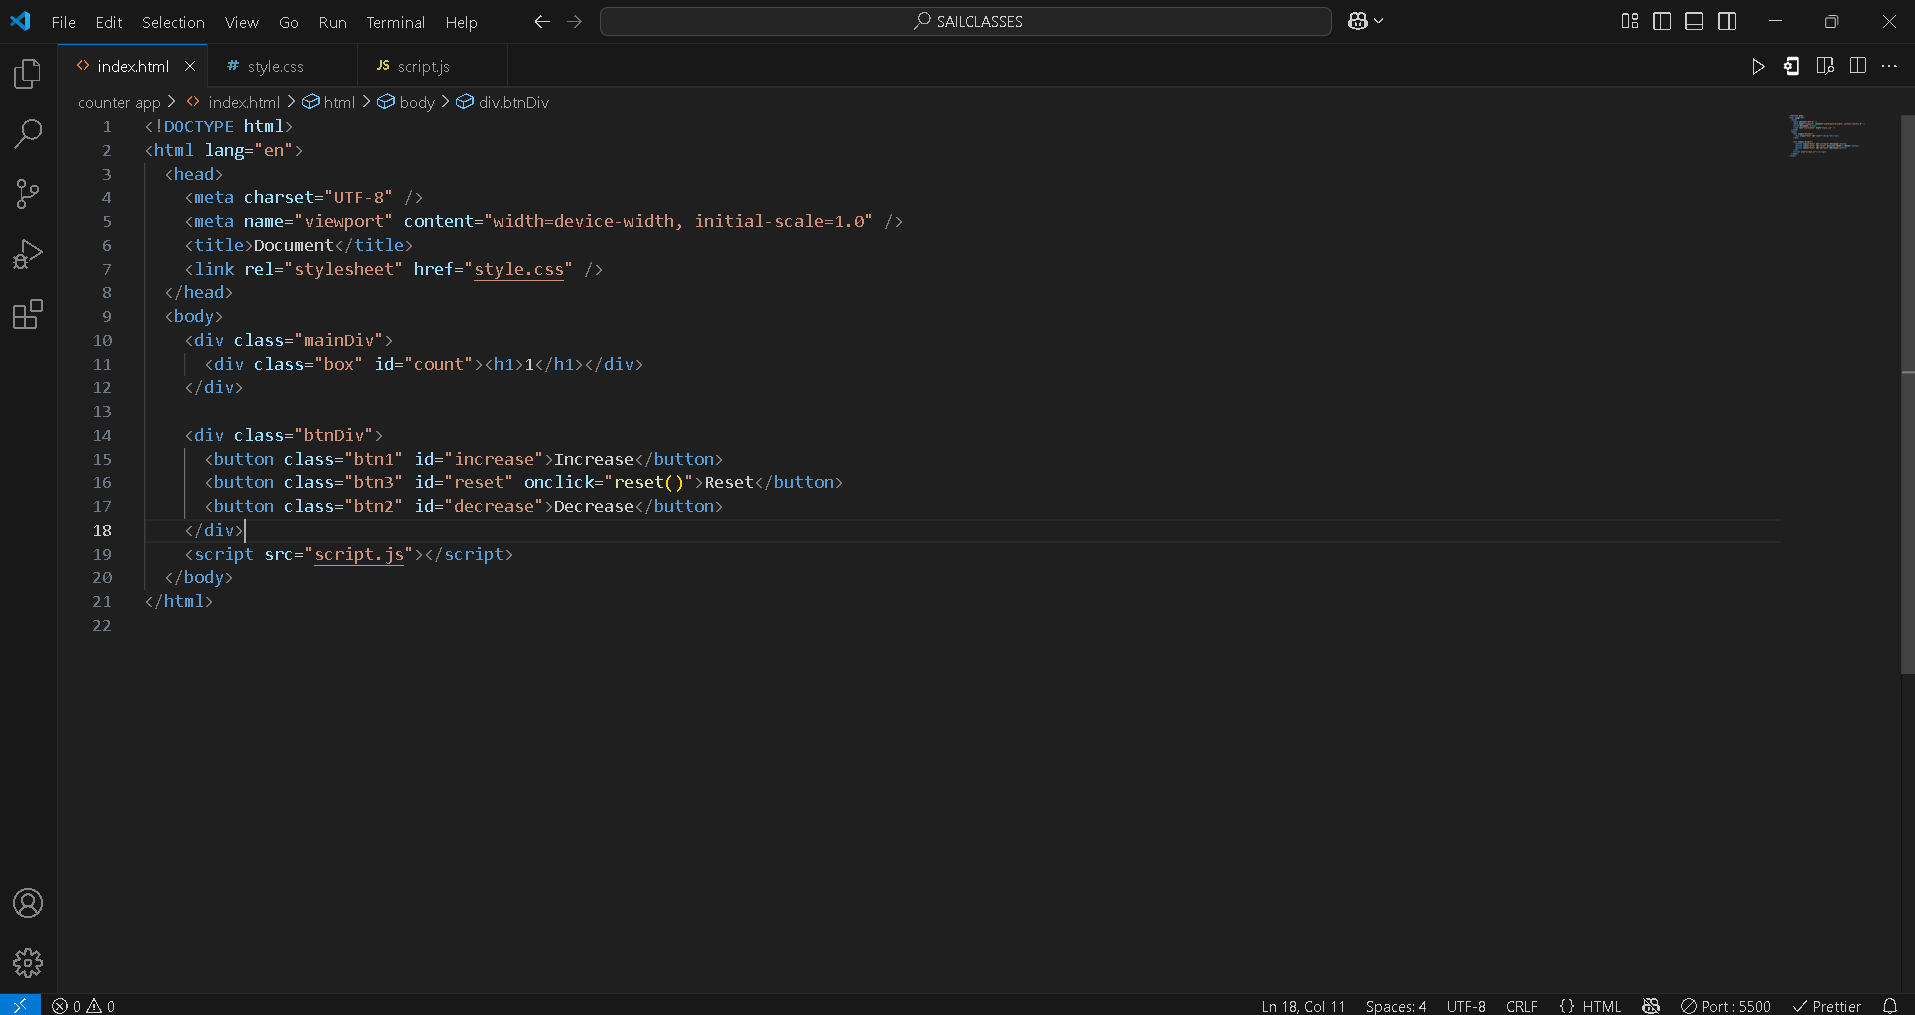 File Edit Selection View Go Run Terminal Help SAILCLASSES
index.html style.css JS script.js
counter app > index.html > html > body > div.btnDiv
1 <!DOCTYPE html>
2 <html lang="en">
3 <head>
4 <meta charset="UTF-8" />
5 <meta name="viewport" content="width=device-width, initial-scale=1.0" />
6 <title>Document</title>
7 <link rel="stylesheet" href="style.css" />
8 </head>
9 <body>
10 <div class="mainDiv">
11 <div class="box" id="count"><h1>1</h1></div>
12 </div>
13
14 <div class="btnDiv">
15 <button class="btn1" id="increase">Increase</button>
16 <button class="btn3" id="reset" onclick="reset()">Reset</button>
17 <button class="btn2" id="decrease">Decrease</button>
18 </div>
19 <script src="script.js"></script>
20 </body>
21 </html>
22
0 0 Ln 18, Col 11 Spaces: 4 UTF-8 CRLF {} HTML Port : 5500 Prettier